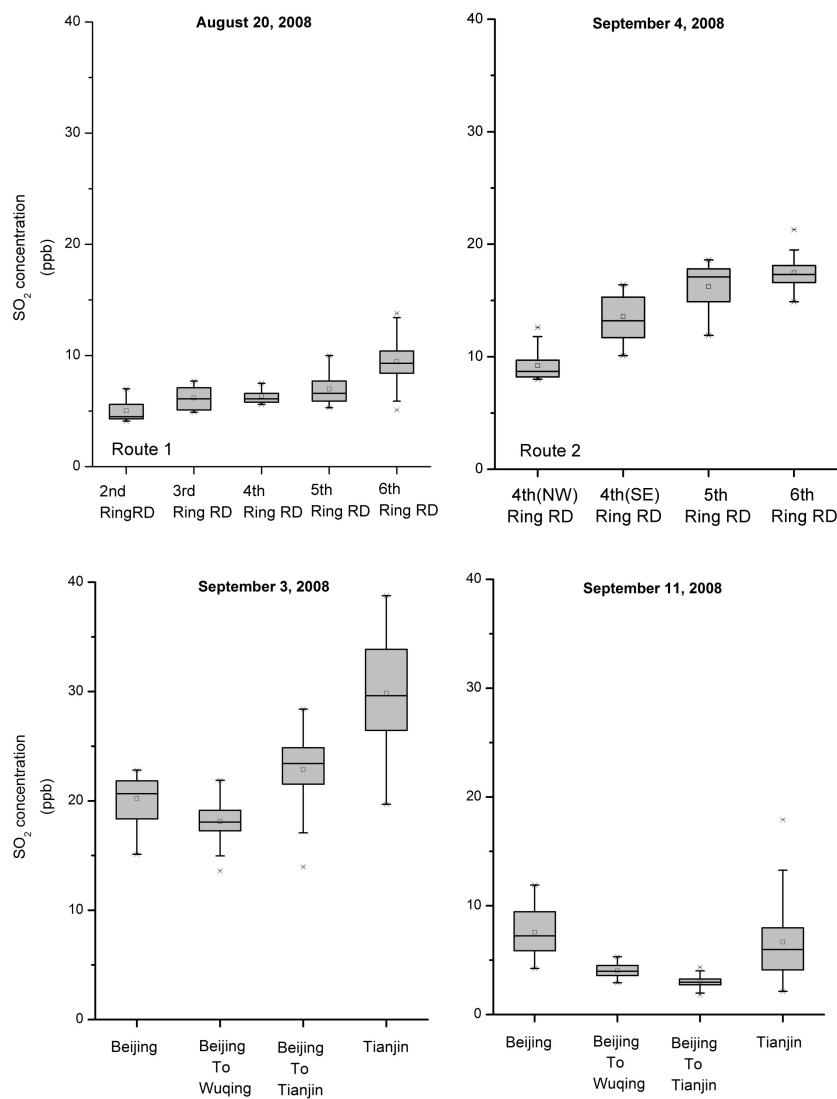 August 20, 2008
40
30
20
10
0
SO2 concentration
(ppb)
Route 1
2nd
RingRD
3rd
Ring RD
4th
Ring RD
5th
Ring RD
6th
Ring RD
September 4, 2008
40
30
20
10
0
Route 2
4th(NW)
Ring RD
4th(SE)
Ring RD
5th
Ring RD
6th
Ring RD
September 3, 2008
40
30
20
10
0
SO2 concentration
(ppb)
Beijing
Beijing
To
Wuqing
Beijing
To
Tianjin
Tianjin
September 11, 2008
40
30
20
10
0
Beijing
Beijing
To
Wuqing
Beijing
To
Tianjin
Tianjin